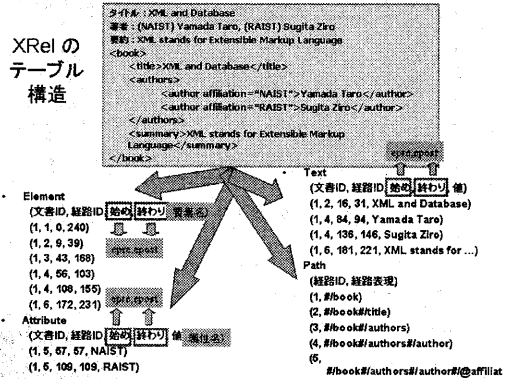 XRel の
テーブル
構造
タイトル : XML and Database
著者 : (NAIST) Yamada Taro, (RAIST) Sugita Ziro
要約 : XML stands for Extensible Markup Language
<book>
<title>XML and Database</title>
<authors>
<author affiliation="NAIST">Yamada Taro</author>
<author affiliation="RAIST">Sugita Ziro</author>
</authors>
<summary>XML stands for Extensible Markup
Language</summary>
</book>
• Element
(文書ID, 経路ID, 始め, 終わり, 要素名)
(1, 1, 0, 240)
(1, 2, 9, 39)
(1, 3, 43, 168)
(1, 4, 56, 103)
(1, 4, 108, 155)
(1, 6, 172, 231)
epre,epost
• Attribute
epre,epost
(文書ID, 経路ID, 始め, 終わり, 値, 属性名)
(1, 5, 57, 57, NAIST)
(1, 5, 109, 109, RAIST)
epre,epost
• Text
(文書ID, 経路ID, 始め, 終わり, 値)
(1, 2, 16, 31, XML and Database)
(1, 4, 84, 94, Yamada Taro)
(1, 4, 136, 146, Sugita Ziro)
(1, 6, 181, 221, XML stands for ...)
• Path
(経路ID, 経路表現)
(1, #/book)
(2, #/book#/title)
(3, #/book#/authors)
(4, #/book#/authors#/author)
(5,
#/book#/authors#/author#/@affiliat